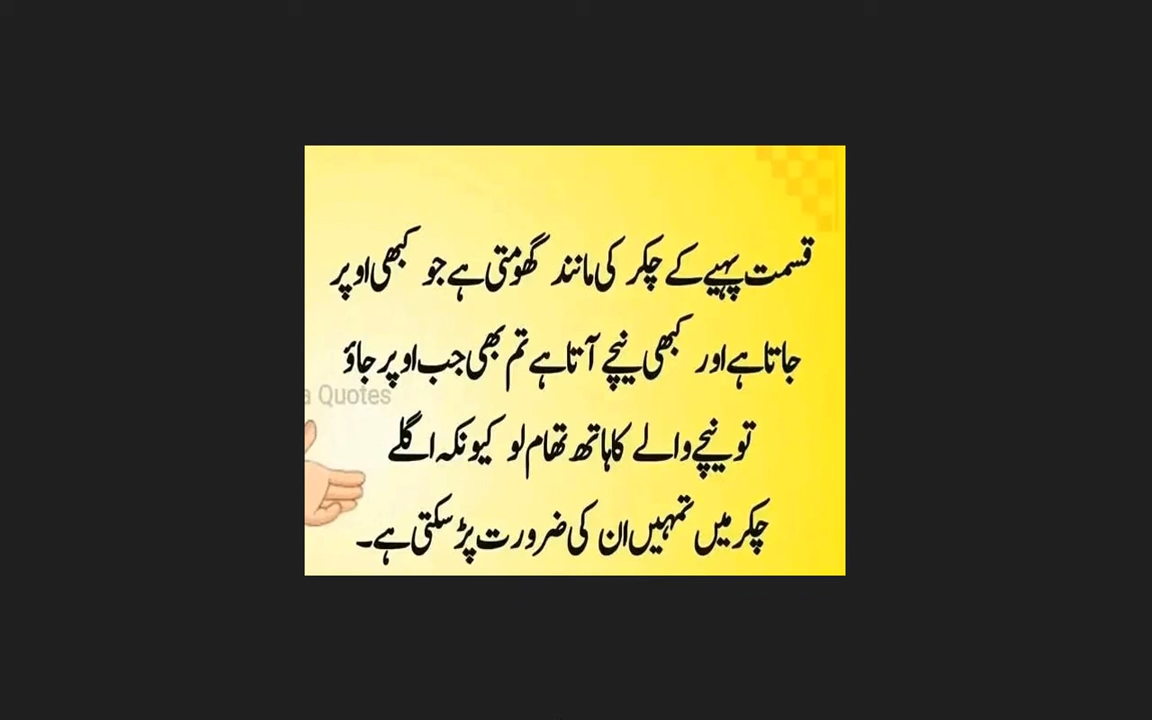 قسمت پہیے کے چکر کی مانند گھومتی ہے جو کبھی اوپر
جاتا ہے اور کبھی نیچے آتا ہے تم بھی جب اوپر جاؤ
a Quotes
تو نیچے والے کا ہاتھ تھام لو کیونکہ اگلے
چکر میں تمہیں ان کی ضرورت پڑ سکتی ہے۔